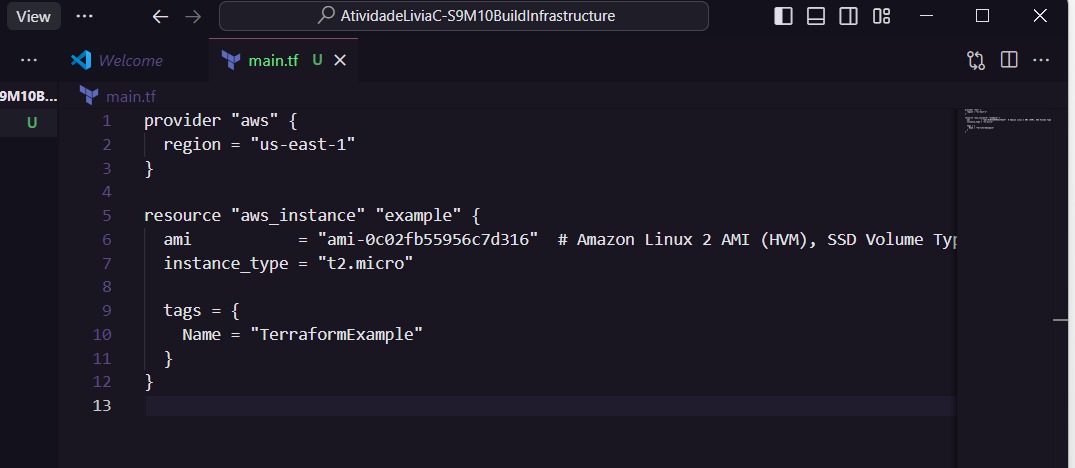 View ··· AtividadeLiviaC-S9M10BuildInfrastructure
··· Welcome main.tf U
S9M10B... main.tf
U
1 provider "aws" {
2   region = "us-east-1"
3 }
4
5 resource "aws_instance" "example" {
6   ami           = "ami-0c02fb55956c7d316"  # Amazon Linux 2 AMI (HVM), SSD Volume Typ
7   instance_type = "t2.micro"
8
9   tags = {
10     Name = "TerraformExample"
11   }
12 }
13